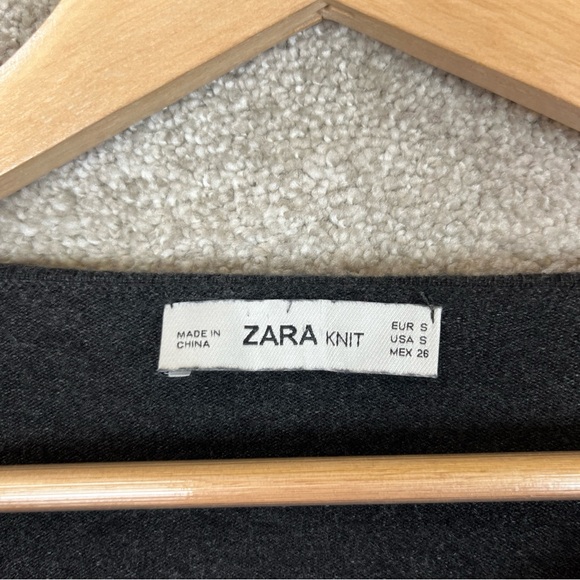 MADE IN
CHINA
ZARA KNIT
EUR S
USA S
MEX 26